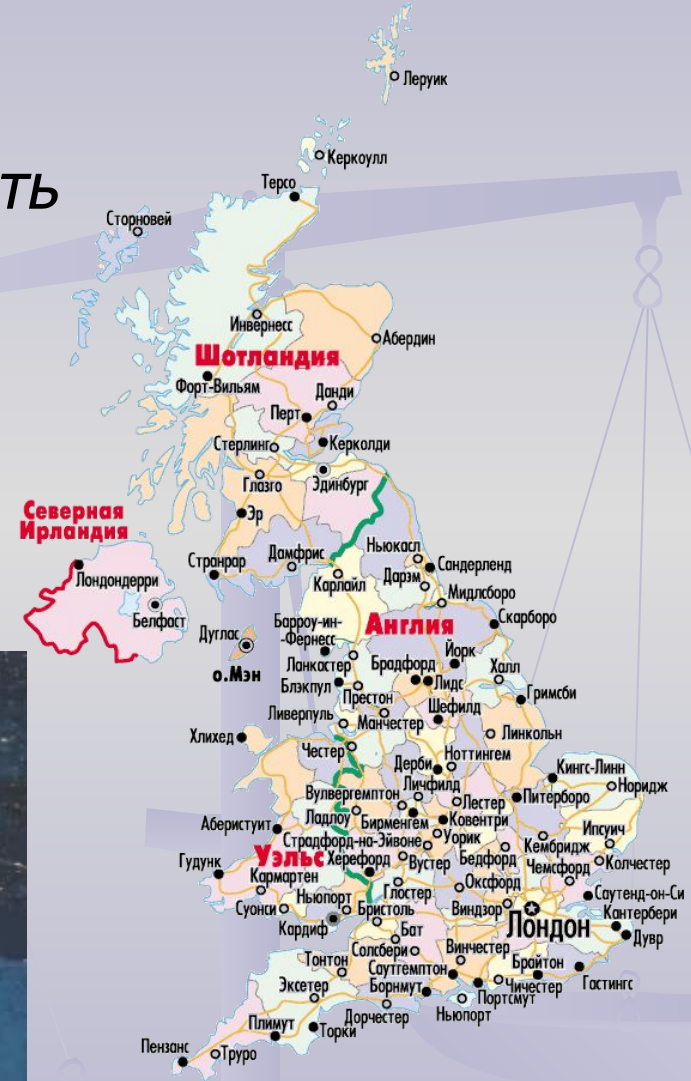 Леруик
Керкоулл
ть
Терсо
Сторновей
Инвернесс
Абердин
Шотландия
Форт-Вильям
Данди
Перт
Стерлинг
Керколди
Глазго
Эдинбург
Северная
Ирландия
Эр
Ньюкасл
Странрар
Дамфрис
Сандерленд
Лондондерри
Карлайл
Дарэм
Мидлсборо
Белфаст
Барроу-ин-
-Фернесс
Англия
Скарборо
Дуглас
о.Мэн
Ланкастер
Йорк
Брадфорд
Халл
Блэкпул
Лидс
Престон
Гримсби
Ливерпуль
Манчестер
Шефилд
Линкольн
Хлихед
Честер
Ноттингем
Дерби
Кингс-Линн
Личфилд
Норидж
Вулвергемптон
Лестер
Питерборо
Ладлоу
Бирменгем
Ковентри
Аберистуит
Страдфорд-на-Эйвоне
Уорик
Ипсуич
Кембридж
Гудунк
Уэльс
Херефорд
Вустер
Бедфорд
Чемсфорд
Колчестер
Кармартен
Глостер
Оксфорд
Саутенд-он-Си
Суонси
Ньюпорт
Бристоль
Виндзор
Лондон
Кантербери
Кардиф
Бат
Дувр
Солсбери
Винчестер
Тонтон
Саутгемптон
Брайтон
Эксетер
Борнмут
Чичестер
Гастингс
Портсмут
Дорчестер
Ньюпорт
Плимут
Торки
Пензанс
Труро